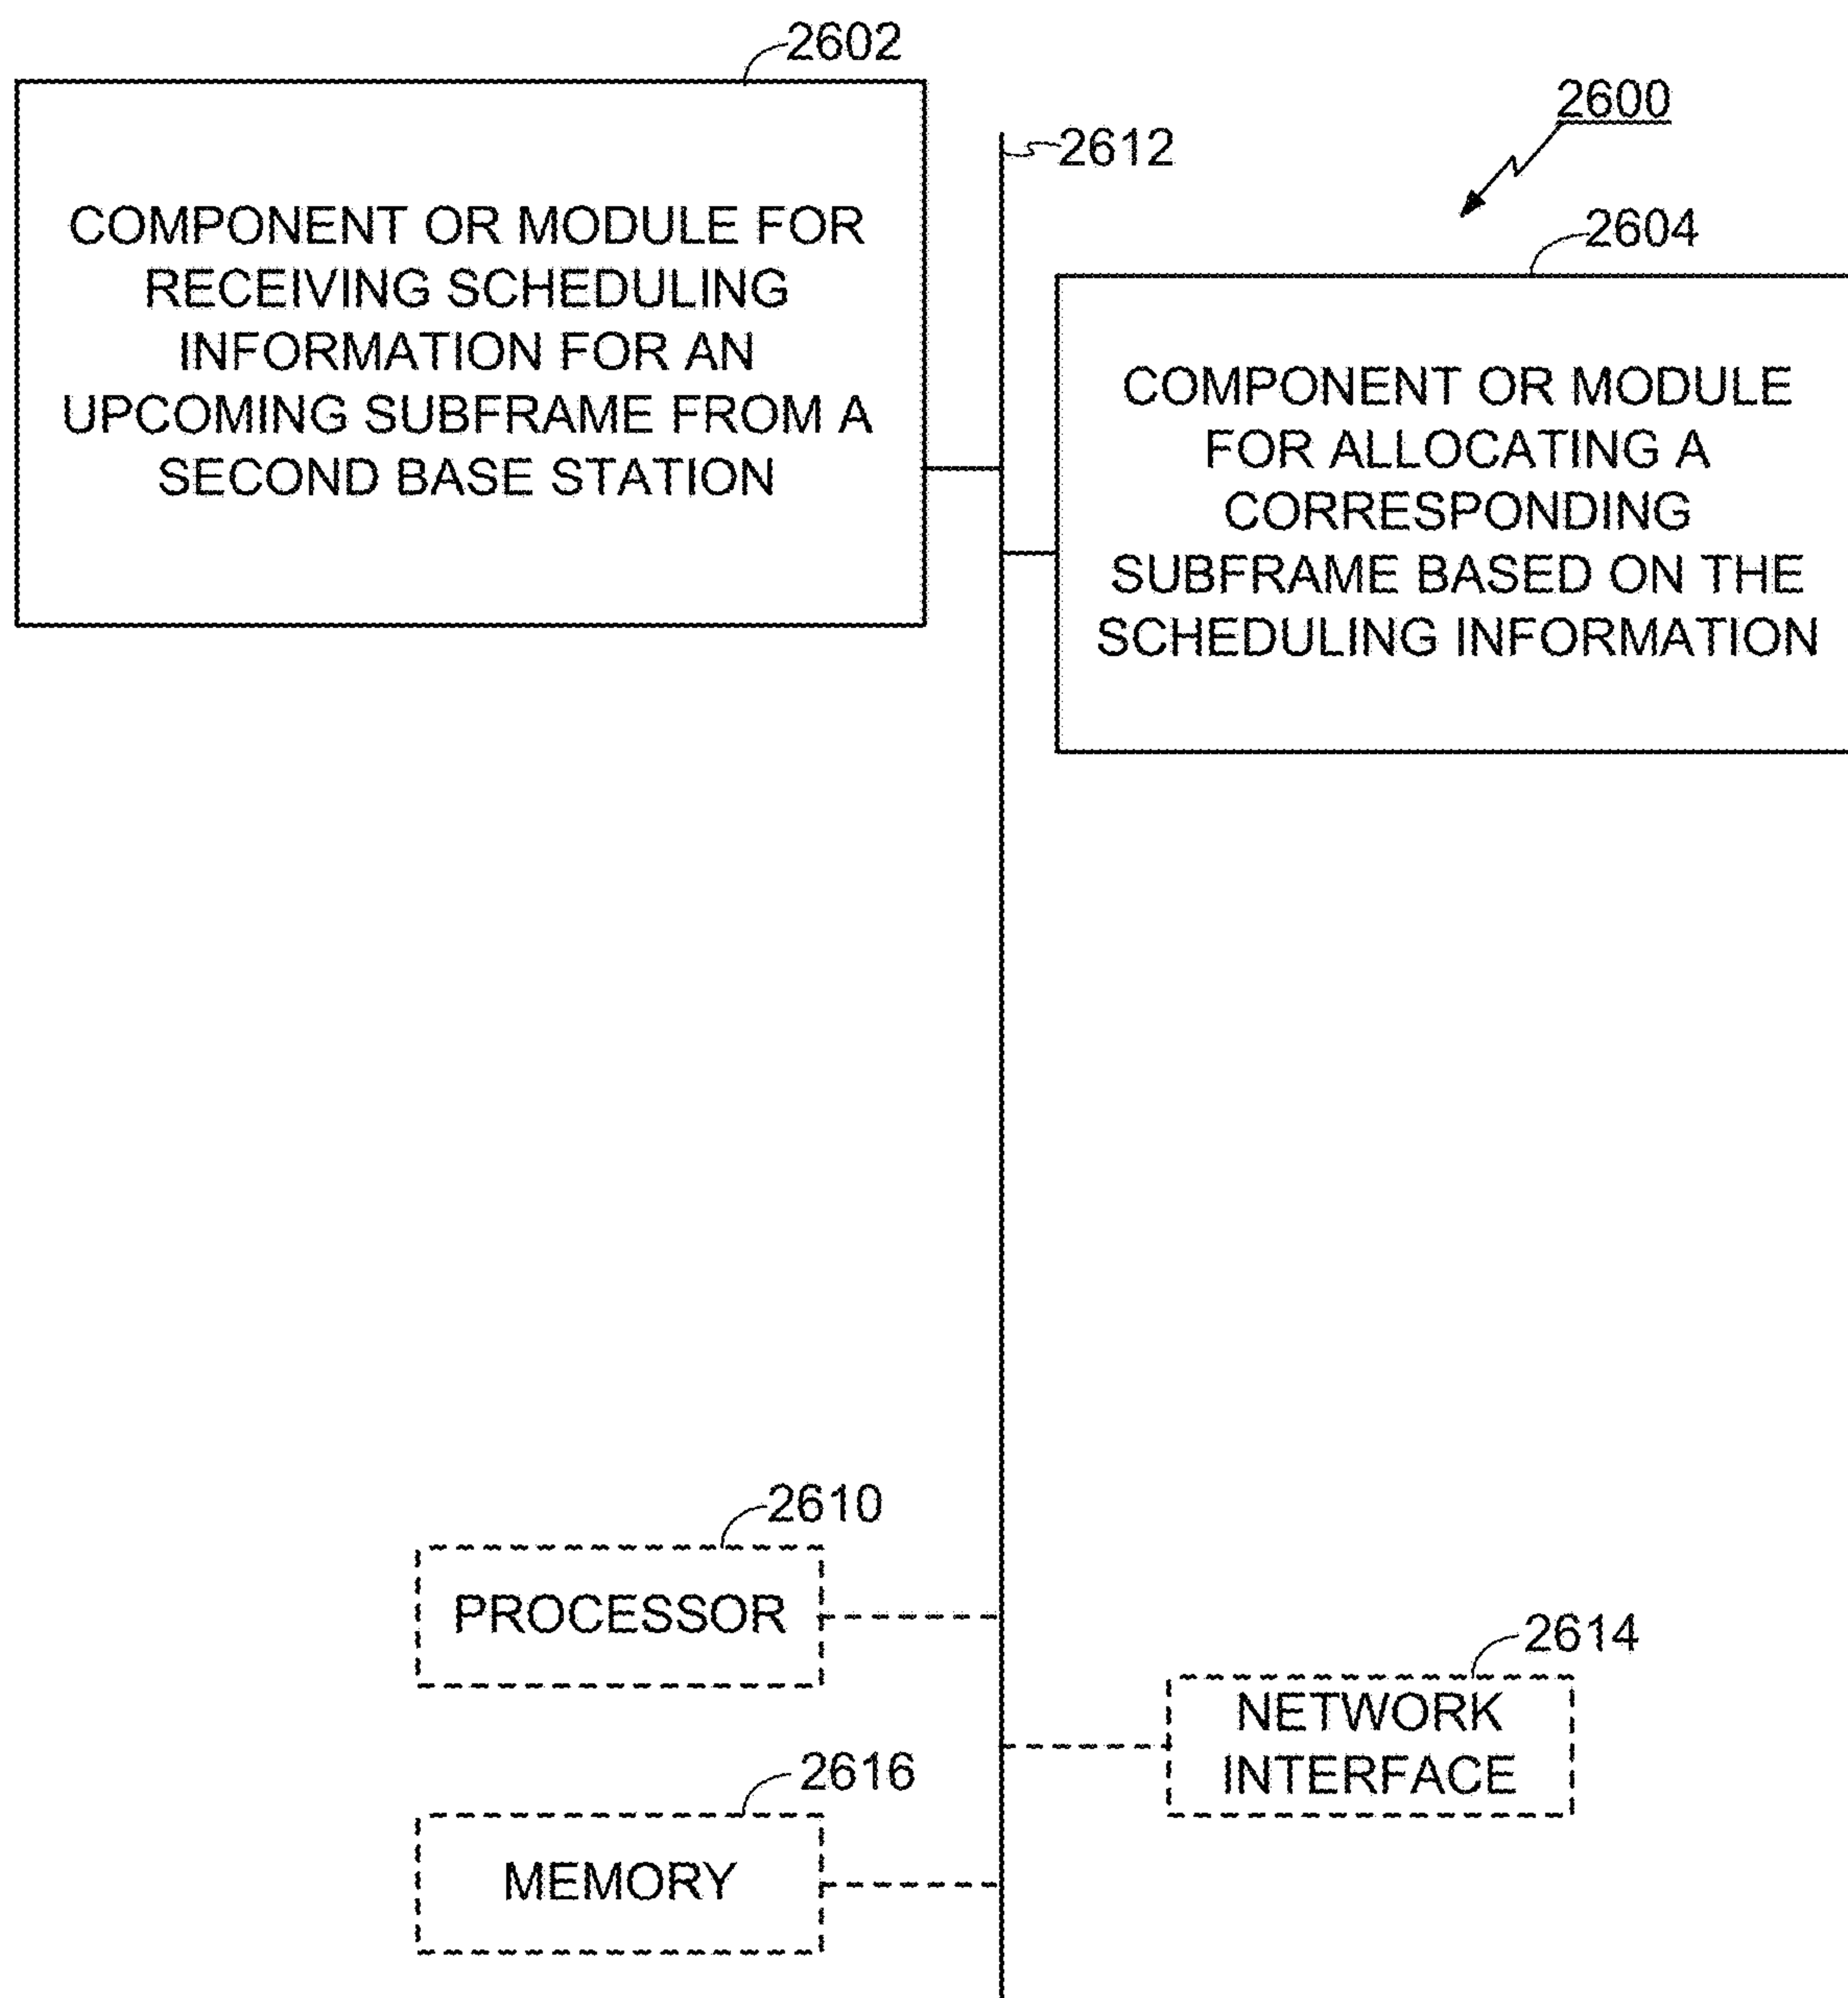 2602
2600
2612
COMPONENT OR MODULE FOR
RECEIVING SCHEDULING
INFORMATION FOR AN
UPCOMING SUBFRAME FROM A
SECOND BASE STATION
2604
COMPONENT OR MODULE
FOR ALLOCATING A
CORRESPONDING
SUBFRAME BASED ON THE
SCHEDULING INFORMATION
2610
PROCESSOR
2614
NETWORK
INTERFACE
2616
MEMORY